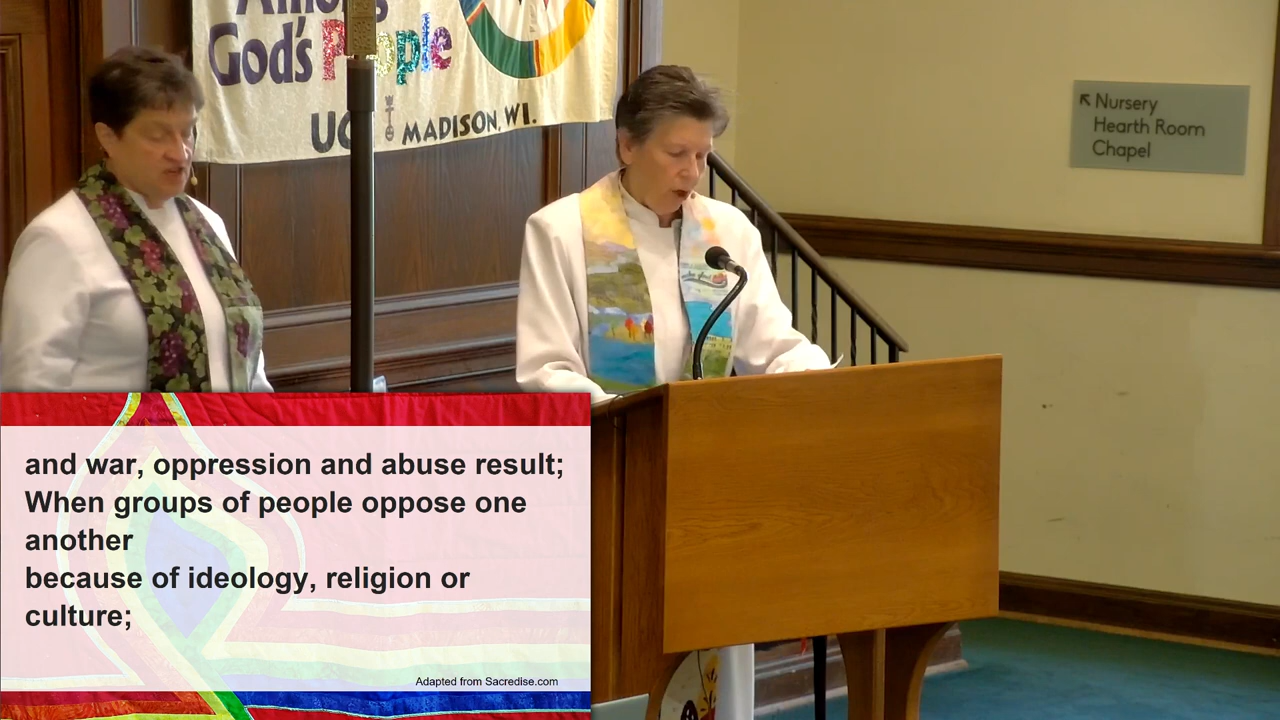 God's People
UC
MADISON, WI.
Nursery
Hearth Room
Chapel
and war, oppression and abuse result;
When groups of people oppose one
another
because of ideology, religion or
culture;
Adapted from Sacredise.com